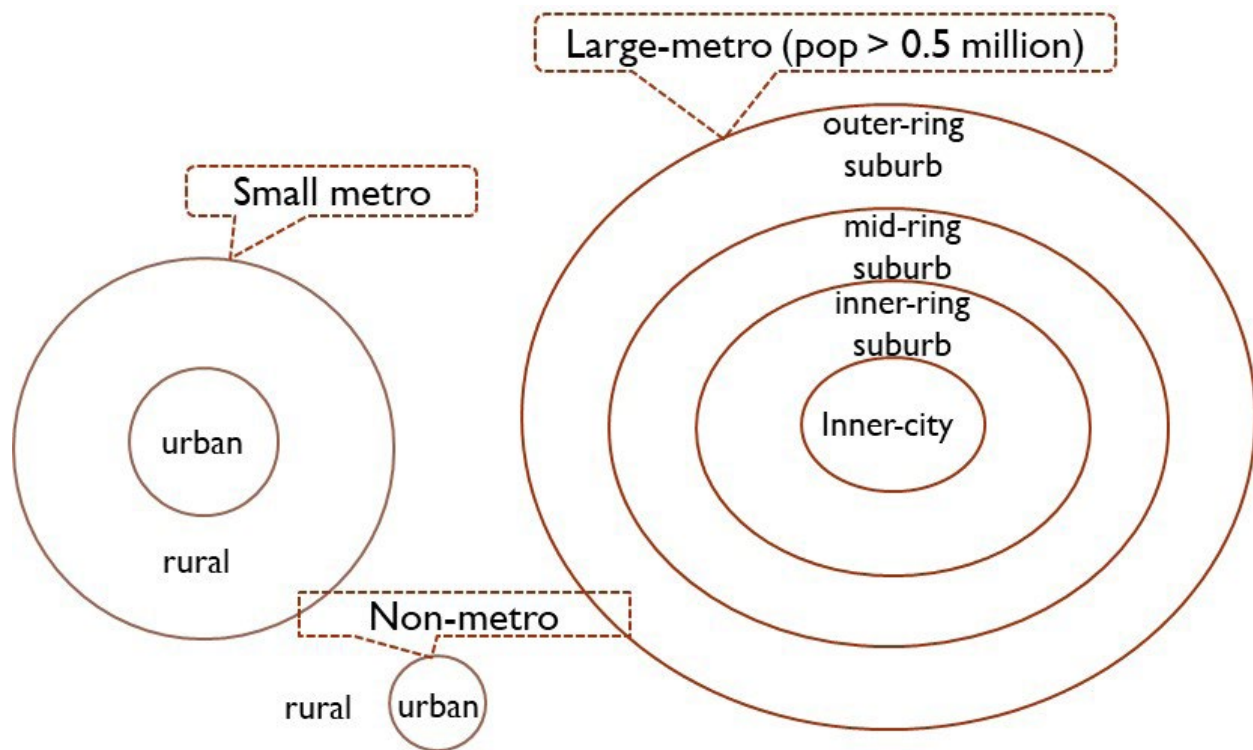 Large-metro (pop > 0.5 million)
outer-ring
suburb
Small metro
mid-ring
suburb
inner-ring
suburb
Inner-city
urban
rural
Non-metro
rural
urban